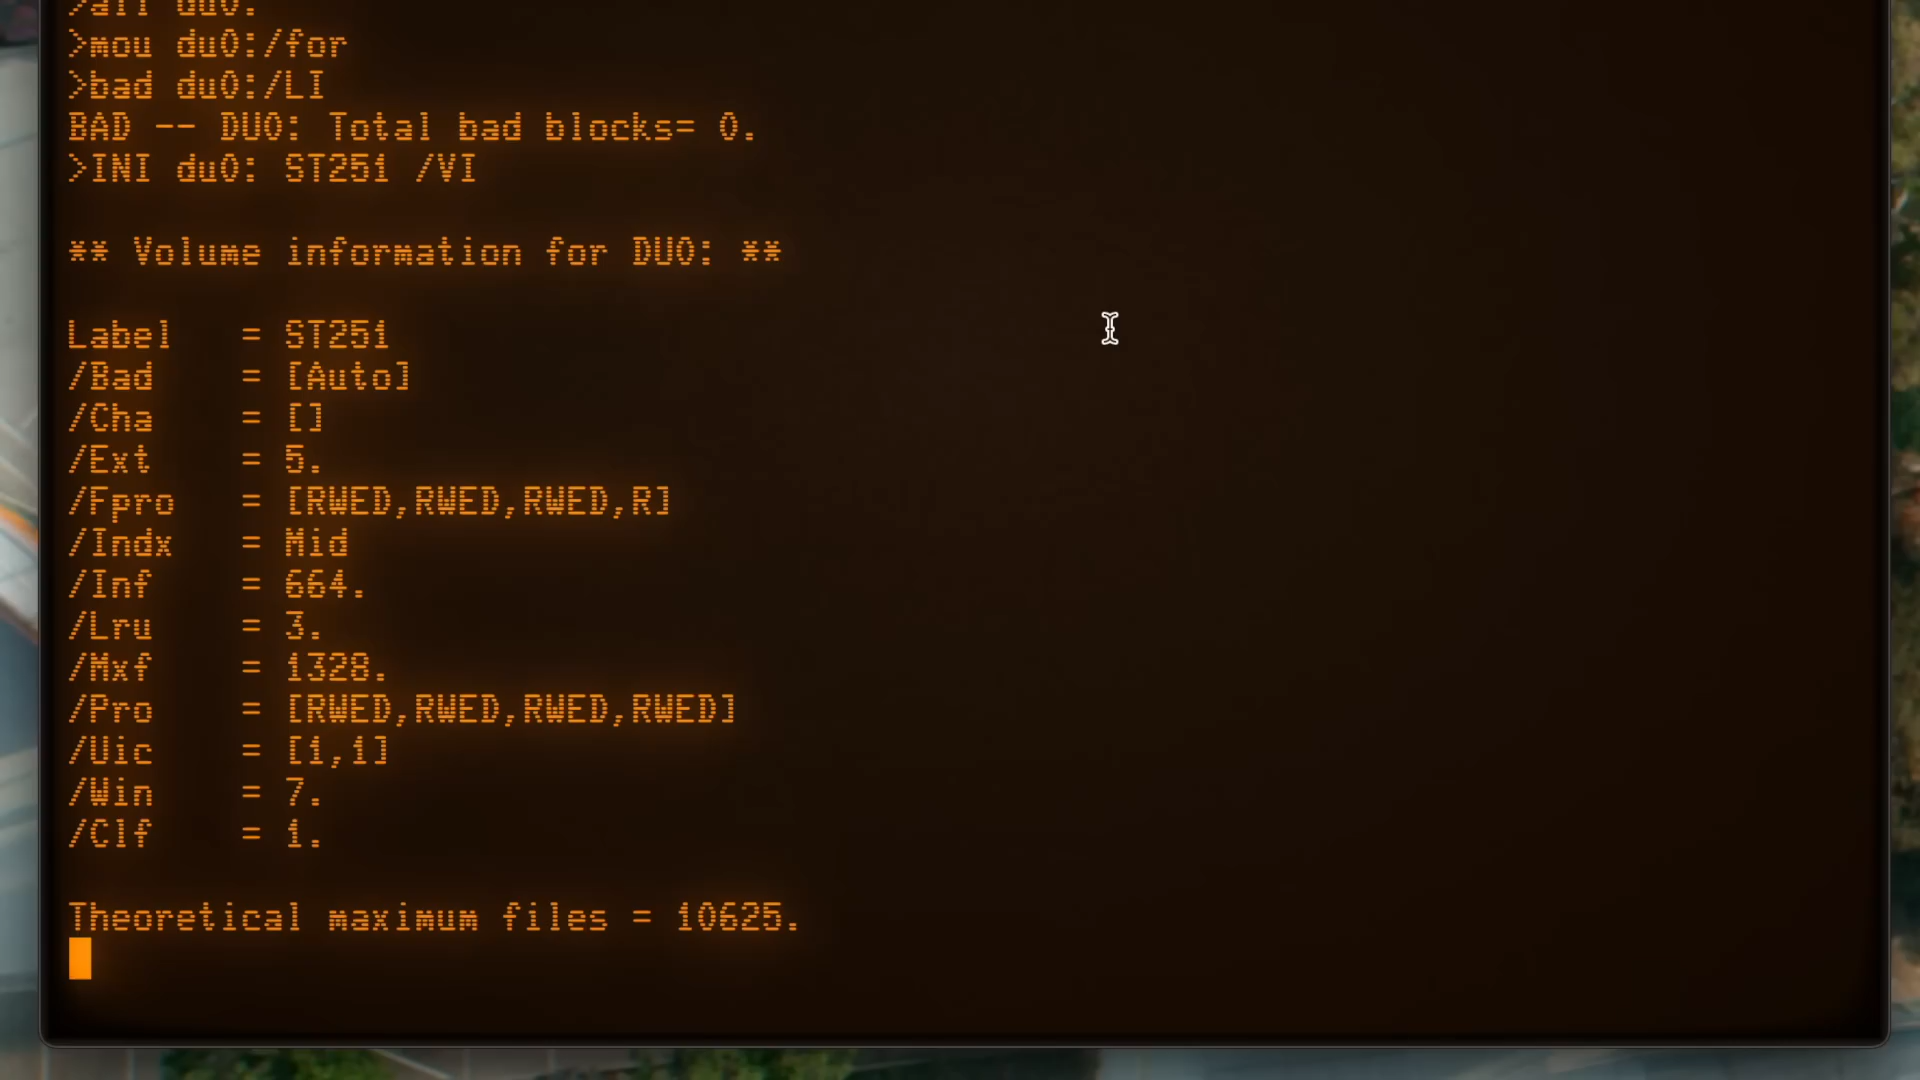 >all du0:
>mou du0:/for
>bad du0:/LI
BAD -- DU0: Total bad blocks= 0.
>INI du0: ST251 /VI
** Volume information for DU0: **
Label = ST251
/Bad = [Auto]
/Cha = []
/Ext = 5.
/Fpro = [RWED,RWED,RWED,R]
/Indx = Mid
/Inf = 664.
/Lru = 3.
/Mxf = 1328.
/Pro = [RWED,RWED,RWED,RWED]
/Uic = [1,1]
/Win = 7.
/Clf = 1.
Theoretical maximum files = 10625.